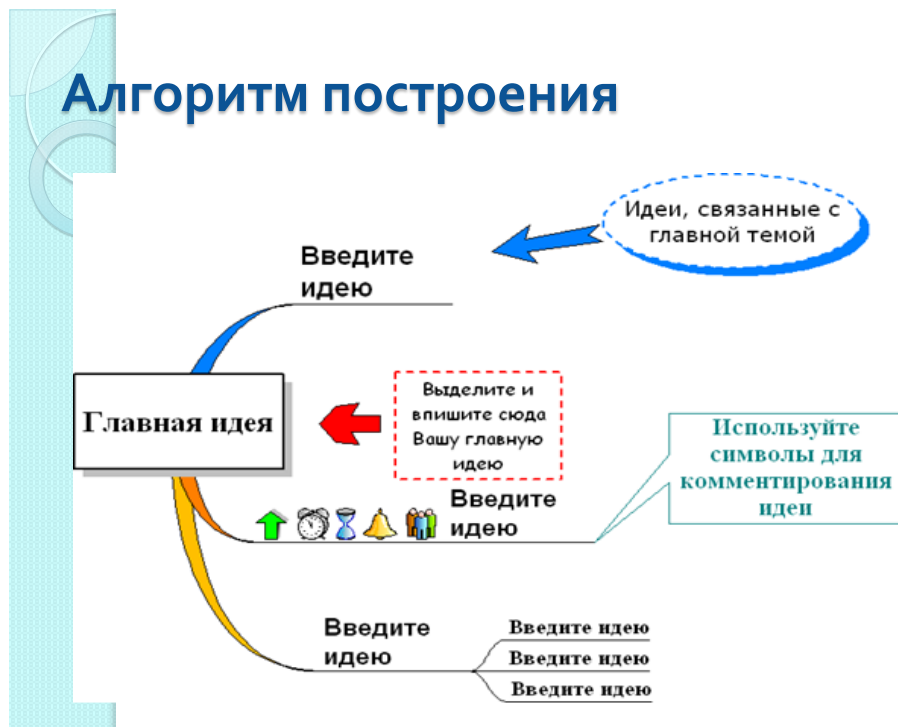 Алгоритм построения
Идеи, связанные с
главной темой
Введите
идею
Главная идея
Выделите и
впишите сюда
Вашу главную
идею
Используйте
символы для
комментирования
идеи
Введите
идею
Введите
идею
Введите идею
Введите идею
Введите идею